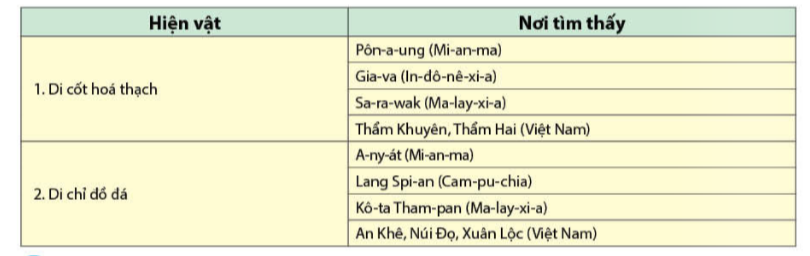 Hiện vật
Nơi tìm thấy
1. Di cốt hoá thạch
Pôn-a-ung (Mi-an-ma)
Gia-va (In-dô-nê-xi-a)
Sa-ra-wak (Ma-lay-xi-a)
Thẩm Khuyên, Thẩm Hai (Việt Nam)
2. Di chỉ đồ đá
A-ny-át (Mi-an-ma)
Lang Spi-an (Cam-pu-chia)
Kô-ta Tham-pan (Ma-lay-xi-a)
An Khê, Núi Đọ, Xuân Lộc (Việt Nam)